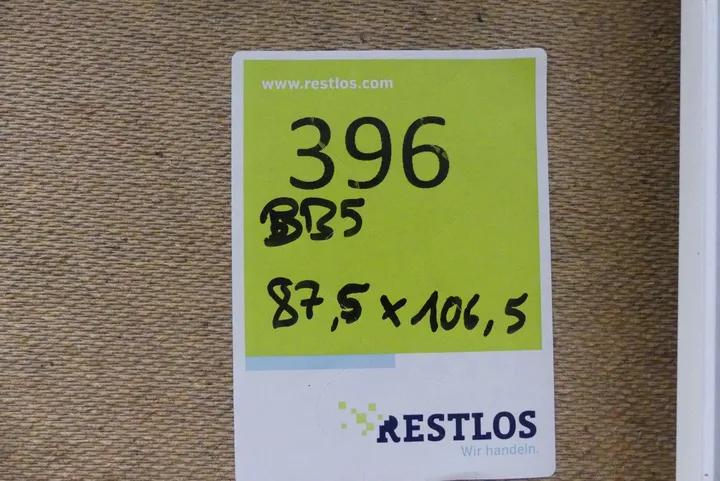 www.restlos.com
396
BB5
87,5 x 106,5
RESTLOS
Wir handeln.